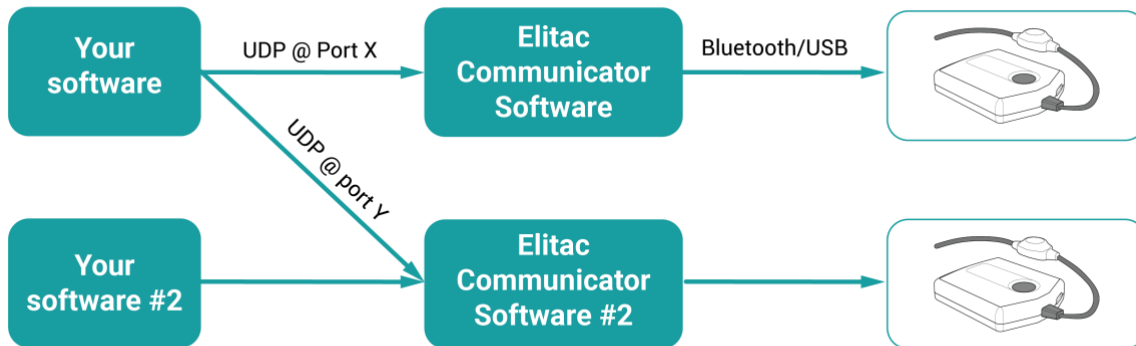 Your
software
UDP @ Port X
Elitac
Communicator
Software
Bluetooth/USB
UDP @ port Y
Your
software #2
Elitac
Communicator
Software #2